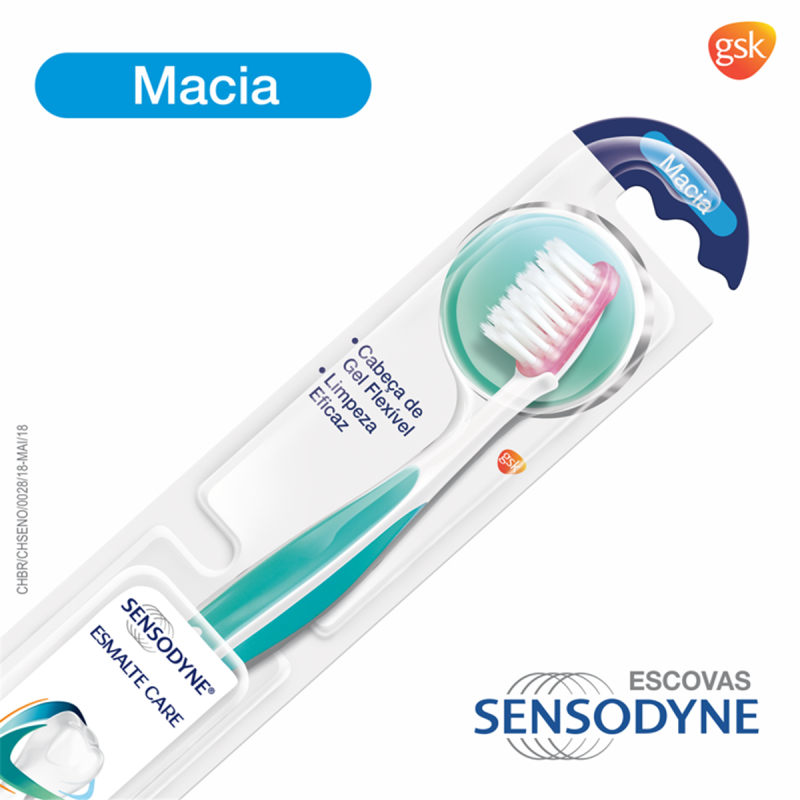 gsk
Macia
Macia
• Cabeça de
Gel Flexível
• Limpeza
Eficaz
gsk
CHBR/CHSENO/0028/18-MAI/18
SENSODYNE®
ESMALTE CARE
ESCOVAS
SENSODYNE